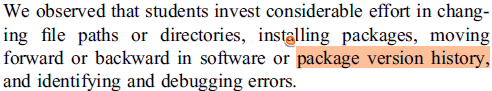 We observed that students invest considerable effort in chang-
ing file paths or directories, installing packages, moving
forward or backward in software or package version history,
and identifying and debugging errors.